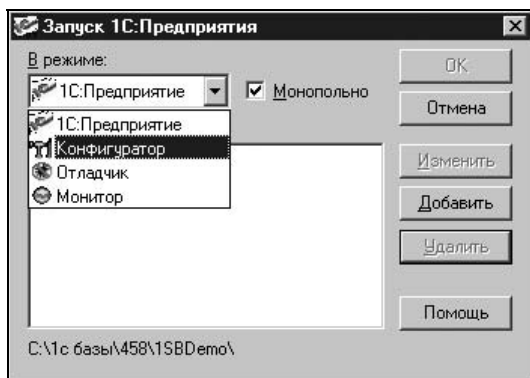 Запуск 1С:Предприятия
В режиме:
1С:Предприятие
Монопольно
1С:Предприятие
Конфигуратор
Отладчик
Монитор
OK
Отмена
Изменить
Добавить
Удалить
Помощь
C:\1с базы\458\1SBDemo\